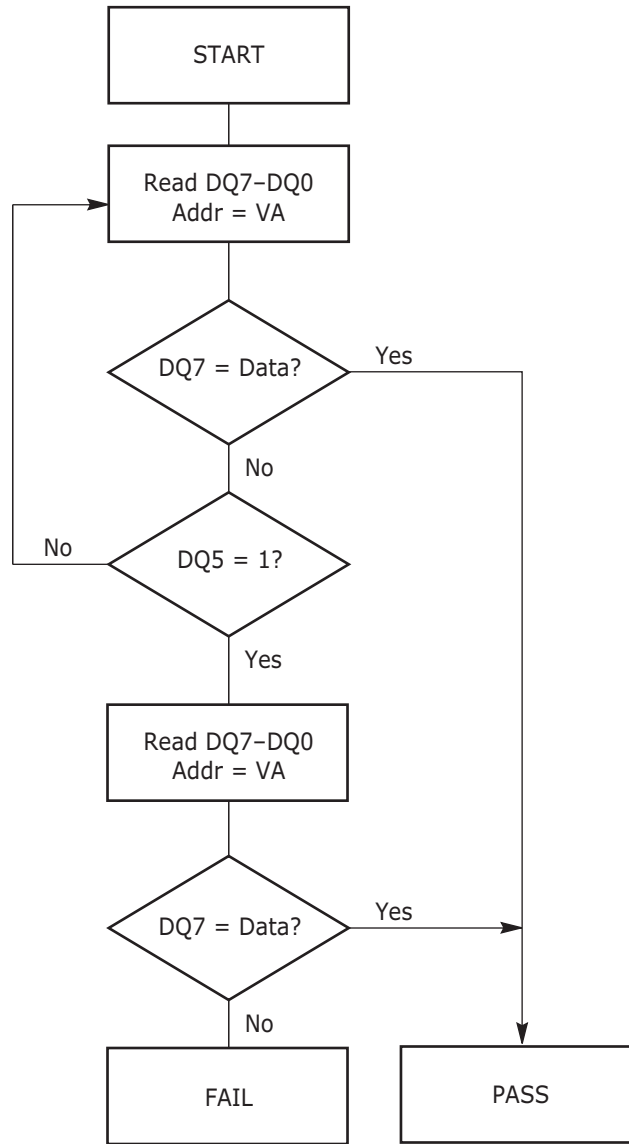 START
Read DQ7–DQ0
Addr = VA
DQ7 = Data?
Yes
No
No
DQ5 = 1?
Yes
Read DQ7–DQ0
Addr = VA
DQ7 = Data?
Yes
No
FAIL
PASS